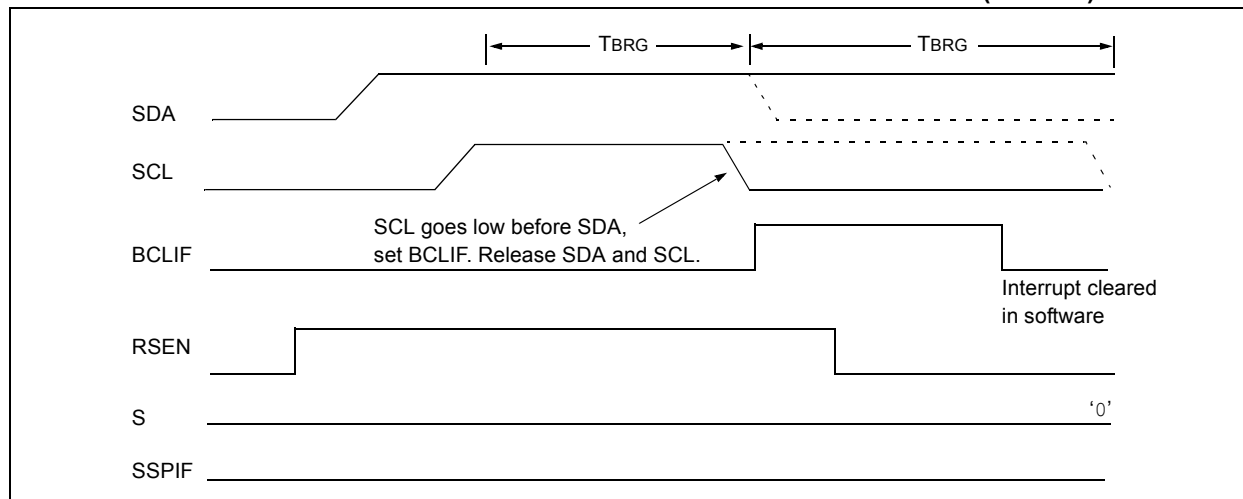 TBRG TBRG
SDA
SCL
SCL goes low before SDA,
set BCLIF. Release SDA and SCL.
BCLIF
Interrupt cleared
in software
RSEN
S
'0'
SSPIF